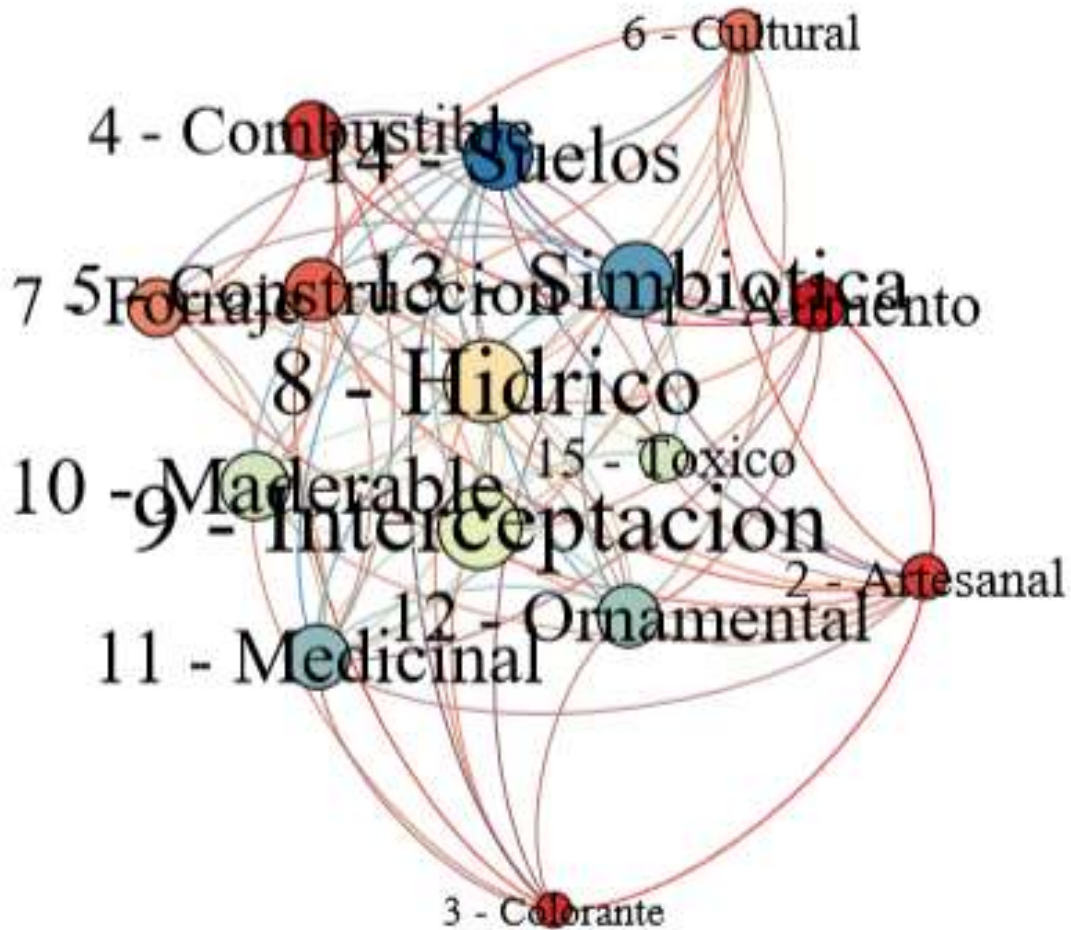 6 - Cultural
4 - Combustible
14 - Suelos
13 - Simbiotica
7 - Forraje
5 - Construccion
1 - Alimento
8 - Hidrico
15 - Toxico
10 - Maderable
9 - Interceptacion
2 - Artesanal
12 - Ornamental
11 - Medicinal
3 - Colorante